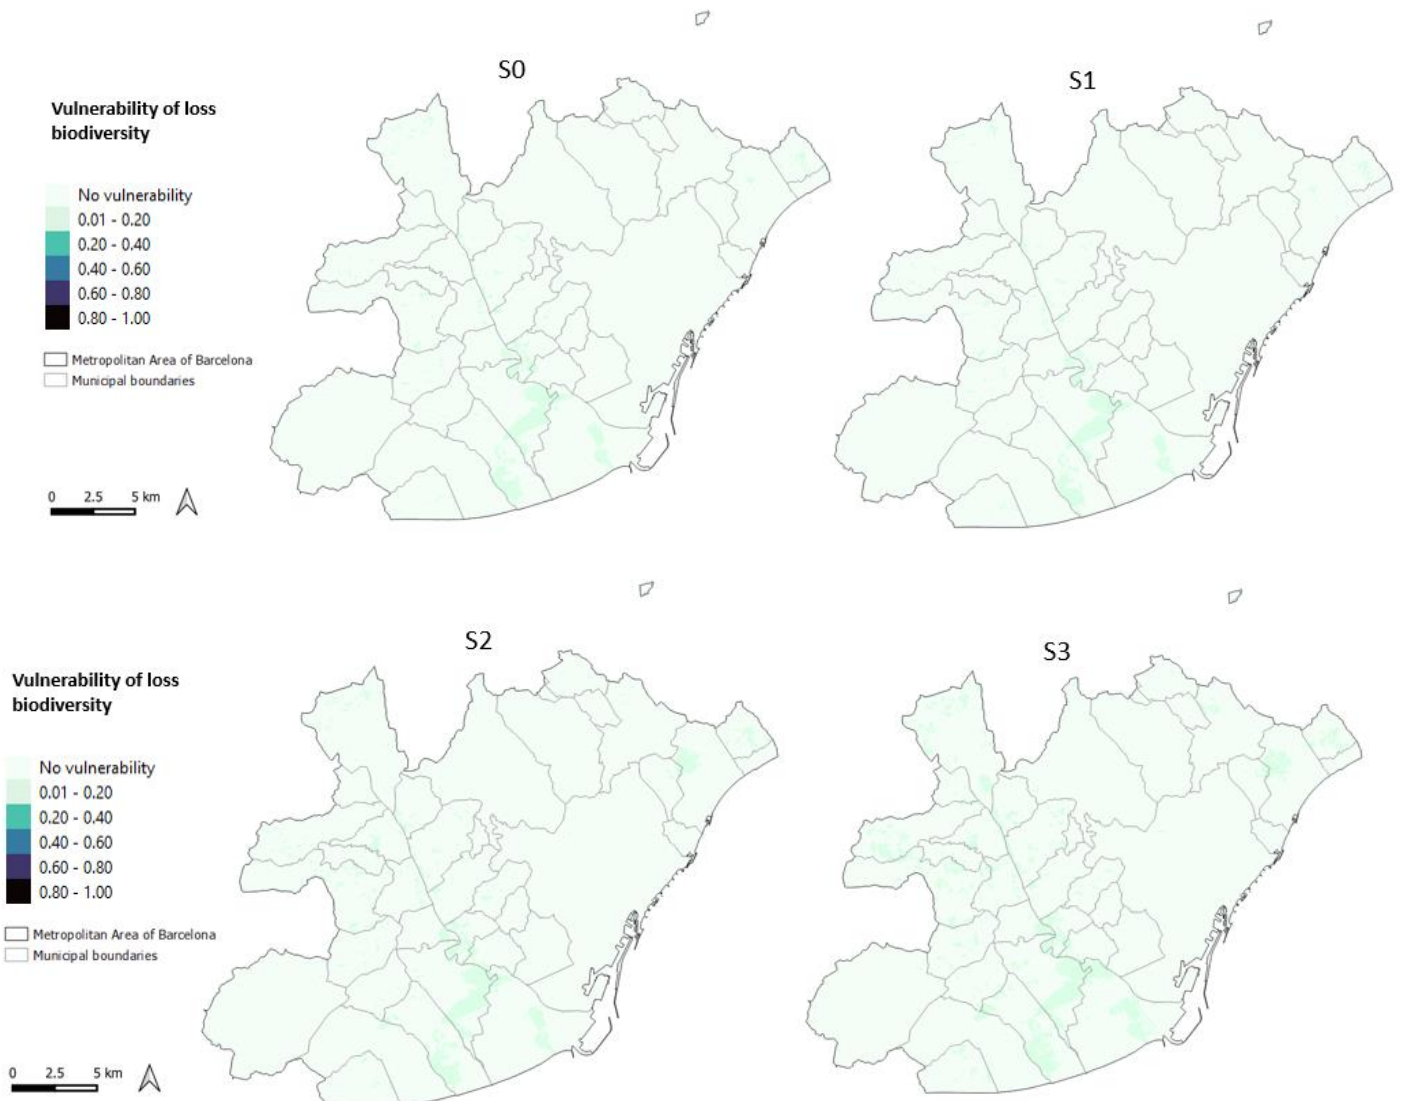 S0
S1
Vulnerability of loss
biodiversity
No vulnerability
0.01 - 0.20
0.20 - 0.40
0.40 - 0.60
0.60 - 0.80
0.80 - 1.00
Metropolitan Area of Barcelona
Municipal boundaries
0 2.5 5 km
S2
S3
Vulnerability of loss
biodiversity
No vulnerability
0.01 - 0.20
0.20 - 0.40
0.40 - 0.60
0.60 - 0.80
0.80 - 1.00
Metropolitan Area of Barcelona
Municipal boundaries
0 2.5 5 km